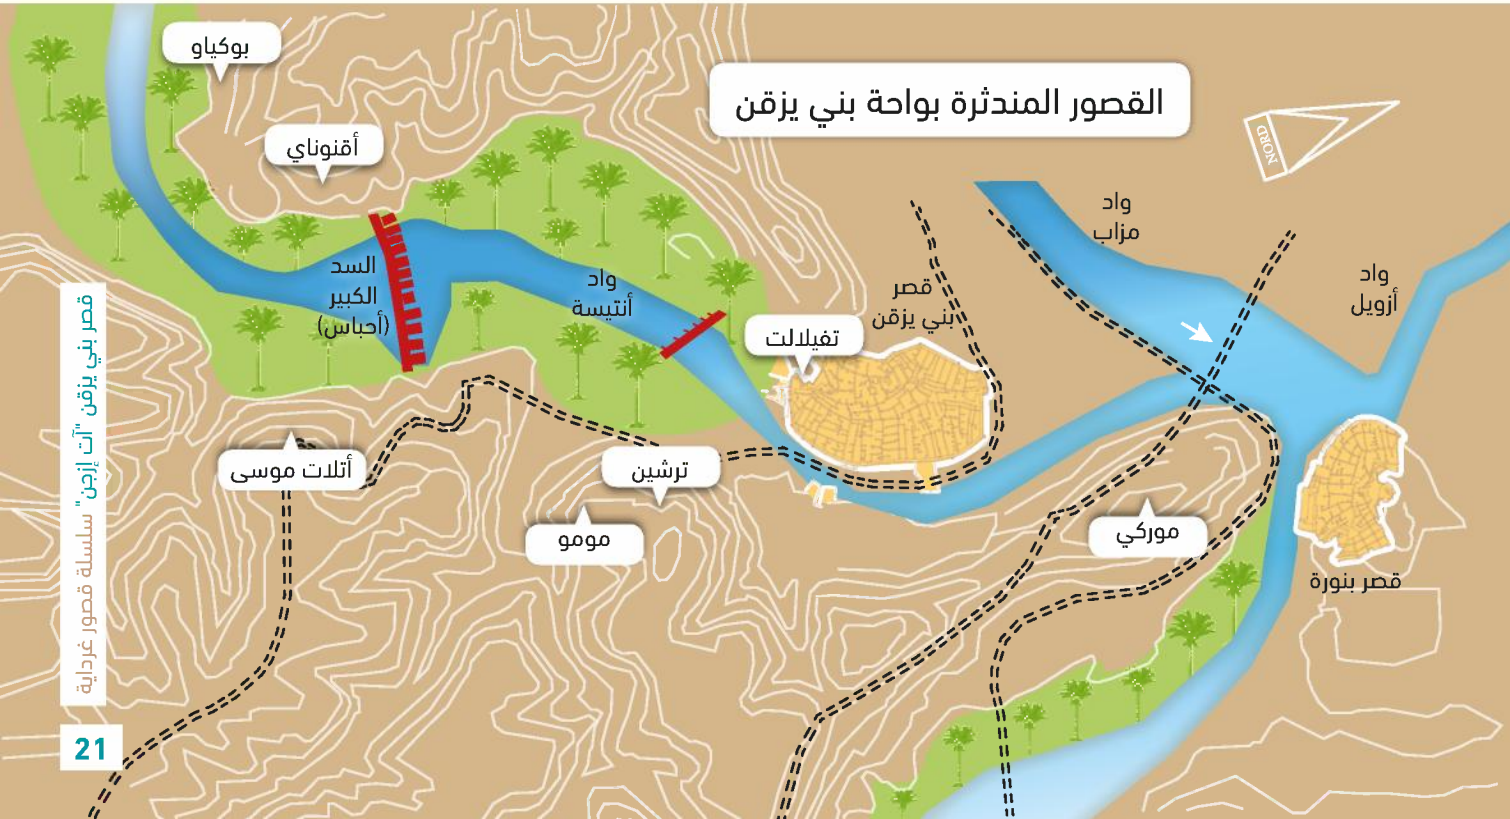 القصور المندثرة بواحة بني يزقن
NORD
بوكياو
أقنوناي
واد
مزاب
واد
أزويل
السد
الكبير
(أحباس)
واد
أنتيسة
قصر
بني يزقن
تفيلالت
أتلات موسى
ترشين
مومو
موركي
قصر بنورة
قصر بني يزقن "آت إزجن" سلسلة قصور غرداية
21